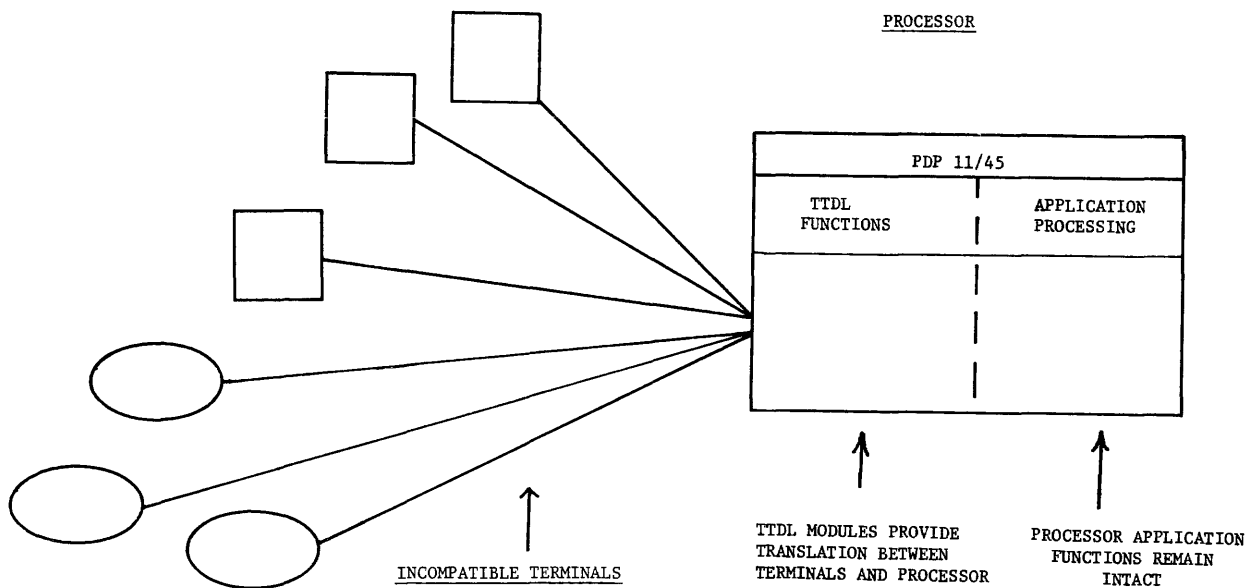 PROCESSOR
PDP 11/45
TTDL
FUNCTIONS
APPLICATION
PROCESSING
INCOMPATIBLE TERMINALS
TTDL MODULES PROVIDE
TRANSLATION BETWEEN
TERMINALS AND PROCESSOR
PROCESSOR APPLICATION
FUNCTIONS REMAIN
INTACT